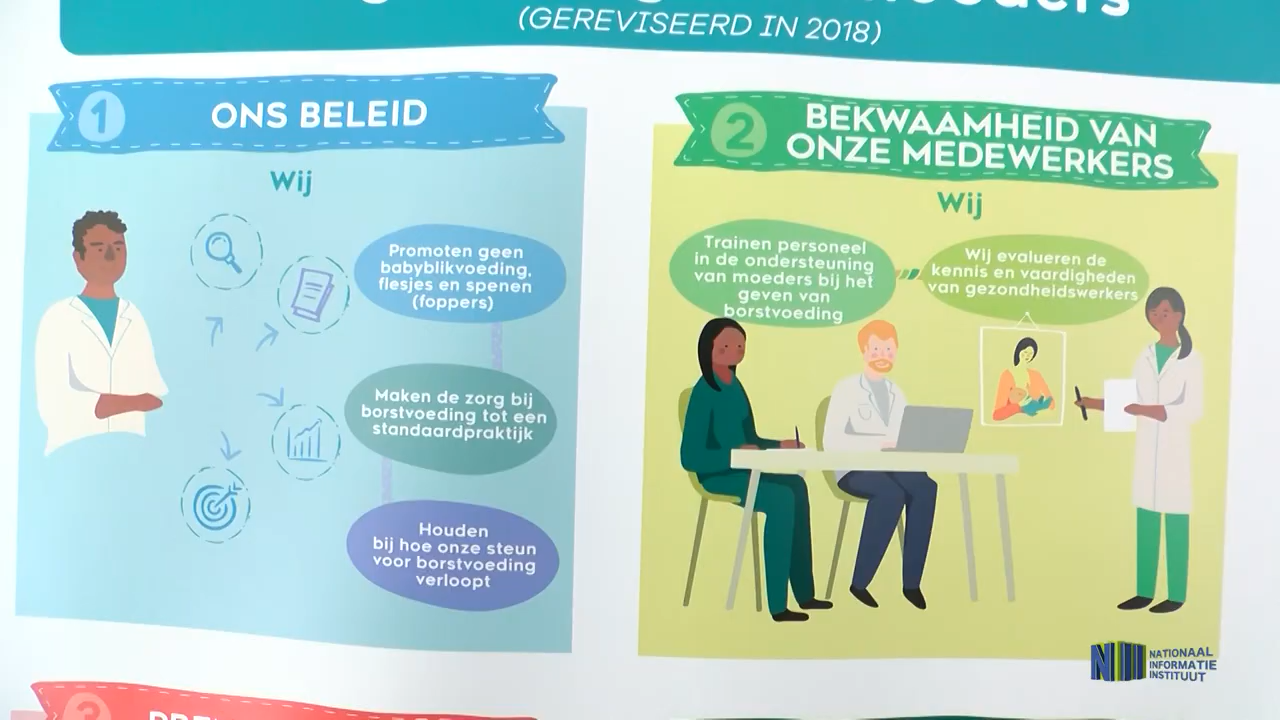 (GEREVISEERD IN 2018)
1 ONS BELEID
Wij
Promoten geen
babyblikvoeding,
flesjes en spenen
(foppers)
Maken de zorg bij
borstvoeding tot een
standaardpraktijk
Houden
bij hoe onze steun
voor borstvoeding
verloopt
2 BEKWAAMHEID VAN
ONZE MEDEWERKERS
Wij
Trainen personeel
in de ondersteuning
van moeders bij het
geven van
borstvoeding
Wij evalueren de
kennis en vaardigheden
van gezondheidswerkers
3
NATIONAAL
INFORMATIE
INSTITUUT